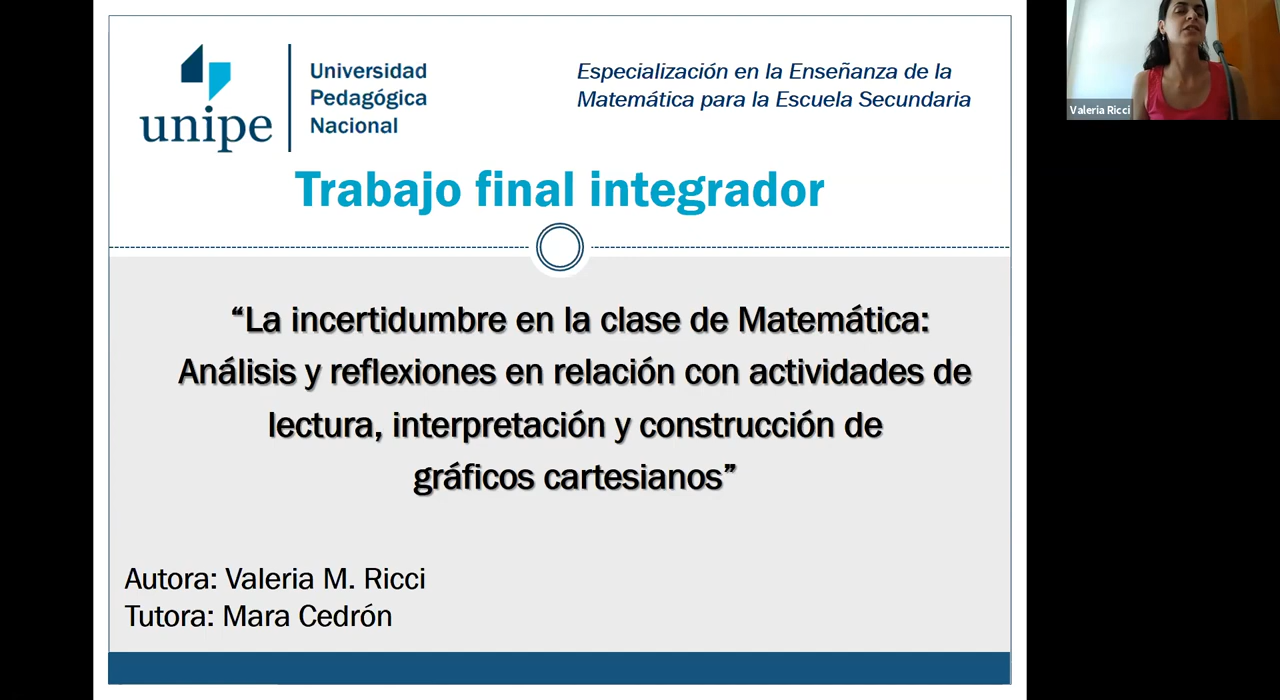 unipe
Universidad
Pedagógica
Nacional
Especialización en la Enseñanza de la
Matemática para la Escuela Secundaria
Trabajo final integrador
“La incertidumbre en la clase de Matemática:
Análisis y reflexiones en relación con actividades de
lectura, interpretación y construcción de
gráficos cartesianos”
Autora: Valeria M. Ricci
Tutora: Mara Cedrón
Valeria Ricci